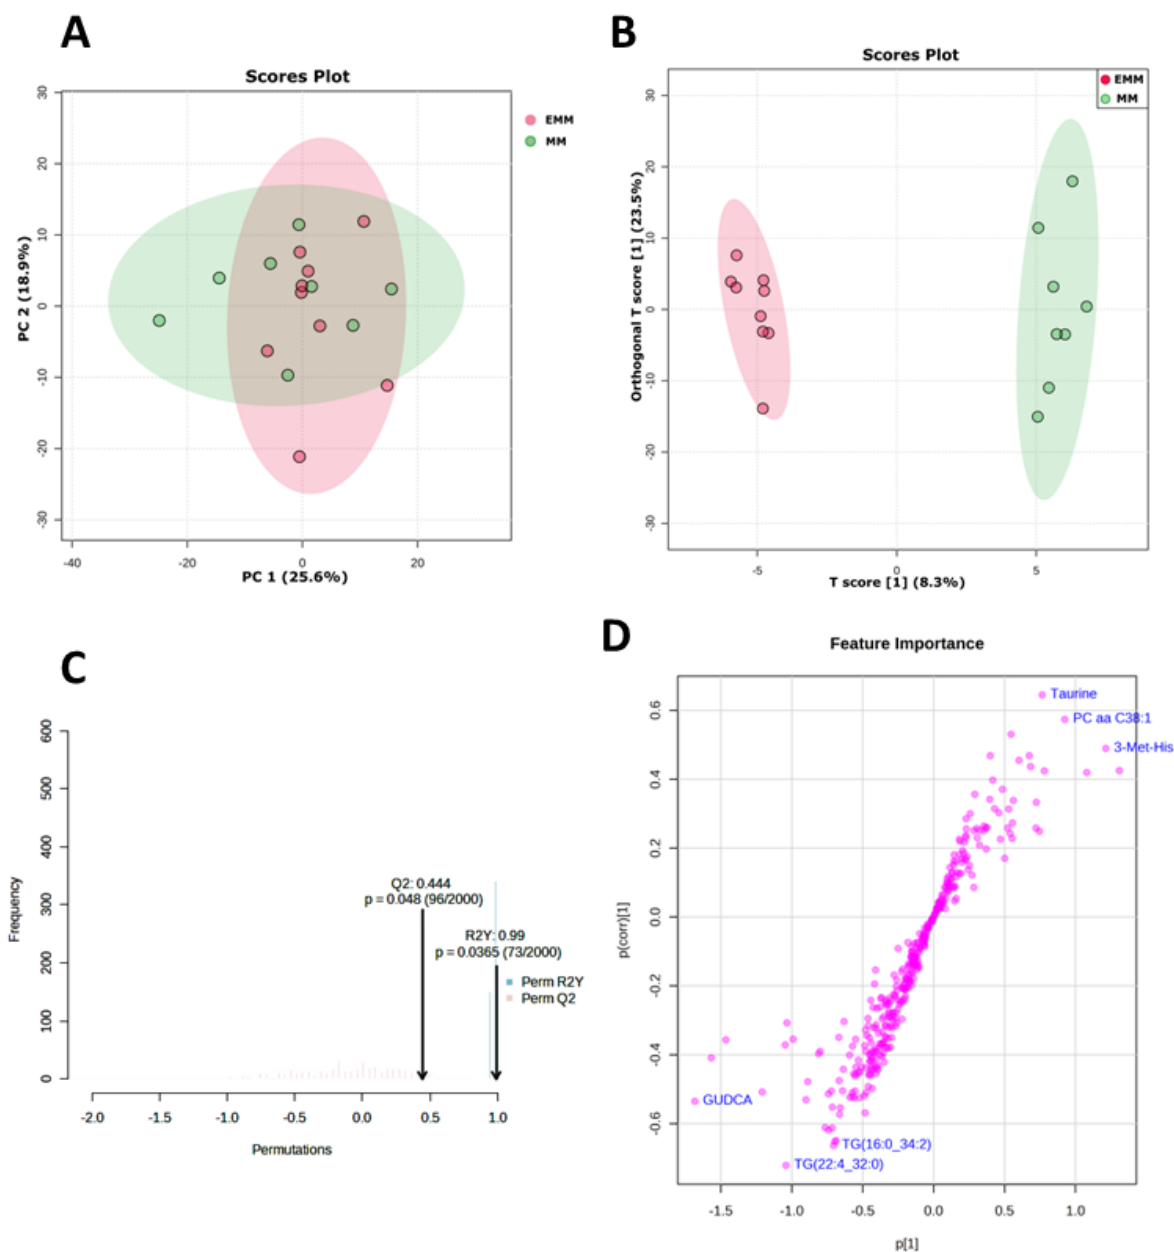 A
Scores Plot
EMM
MM
PC 2 (18.9%)
30
20
10
0
-10
-20
-30
-40
-20
0
20
PC 1 (25.6%)
B
Scores Plot
EMM
MM
Orthogonal T score [1] (23.5%)
30
20
10
0
-10
-20
-30
-5
0
5
T score [1] (8.3%)
C
Frequency
600
500
400
300
200
100
0
Q2: 0.444
p = 0.048 (96/2000)
R2Y: 0.99
p = 0.0365 (73/2000)
Perm R2Y
Perm Q2
-2.0
-1.5
-1.0
-0.5
0.0
0.5
1.0
Permutations
D
Feature Importance
p(corr)[1]
0.6
0.4
0.2
0.0
-0.2
-0.4
-0.6
Taurine
PC aa C38:1
3-Met-His
GUDCA
TG(16:0_34:2)
TG(22:4_32:0)
-1.5
-1.0
-0.5
0.0
0.5
1.0
p[1]